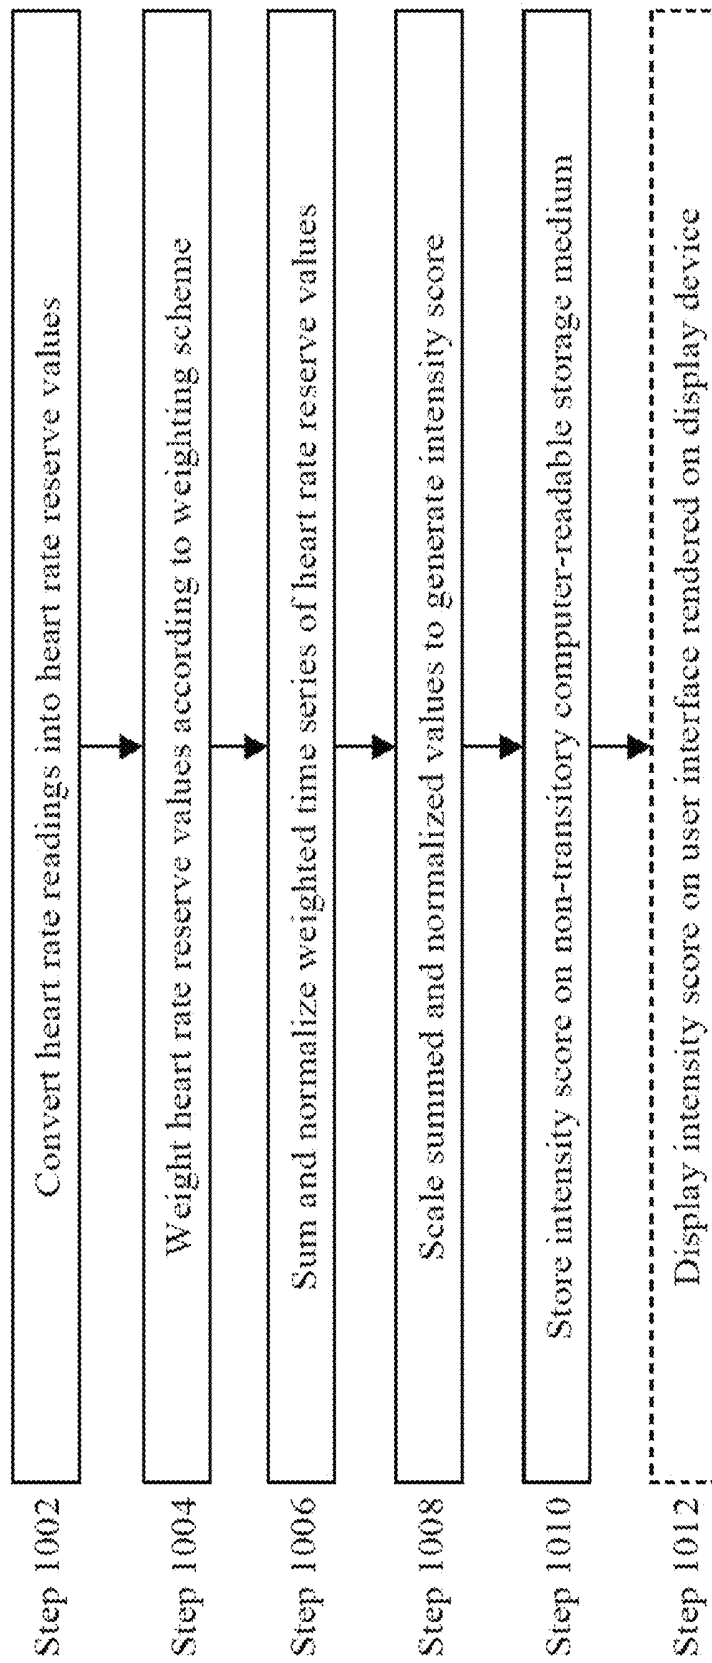 Step 1002
Convert heart rate readings into heart rate reserve values
Step 1004
Weight heart rate reserve values according to weighting scheme
Step 1006
Sum and normalize weighted time series of heart rate reserve values
Step 1008
Scale summed and normalized values to generate intensity score
Step 1010
Store intensity score on non-transitory computer-readable storage medium
Step 1012
Display intensity score on user interface rendered on display device